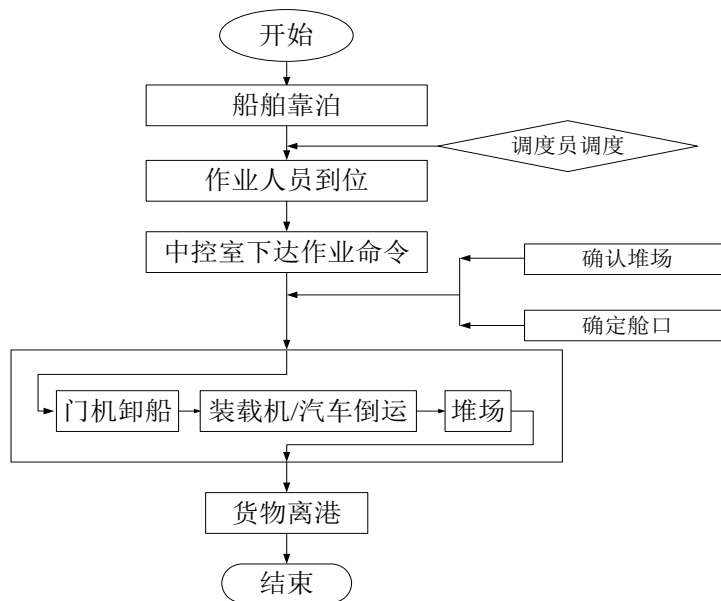 开始
船舶靠泊
调度员调度
作业人员到位
中控室下达作业命令
确认堆场
确定舱口
门机卸船
装载机/汽车倒运
堆场
货物离港
结束